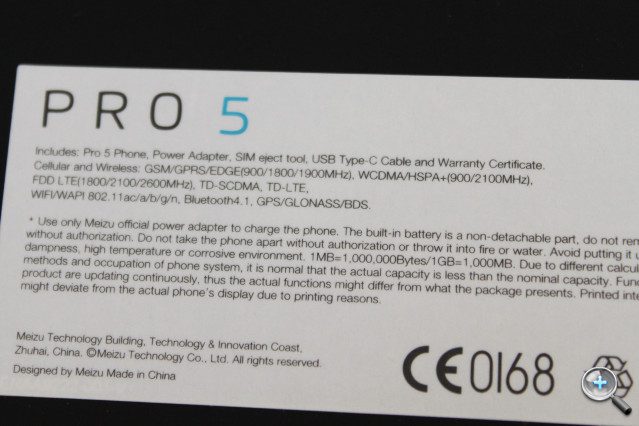 PRO 5
Includes: Pro 5 Phone, Power Adapter, SIM eject tool, USB Type-C Cable and Warranty Certificate.
Cellular and Wireless: GSM/GPRS/EDGE(900/1800/1900MHz), WCDMA/HSPA+(900/2100MHz),
FDD LTE(1800/2100/2600MHz), TD-SCDMA, TD-LTE,
WIFI/WAPI 802.11ac/a/b/g/n, Bluetooth4.1, GPS/GLONASS/BDS.
* Use only Meizu official power adapter to charge the phone. The built-in battery is a non-detachable part, do not rem
without authorization. Do not take the phone apart without authorization or throw it into fire or water. Avoid putting it u
dampness, high temperature or corrosive environment. 1MB=1,000,000Bytes/1GB=1,000MB. Due to different calcul
methods and occupation of phone system, it is normal that the actual capacity is less than the nominal capacity. Func
product are updating continuously, thus the actual functions might differ from what the package presents. Printed inte
might deviate from the actual phone's display due to printing reasons.
Meizu Technology Building, Technology & Innovation Coast,
Zhuhai, China. ©Meizu Technology Co., Ltd. All rights reserved.
Designed by Meizu Made in China
CE0168